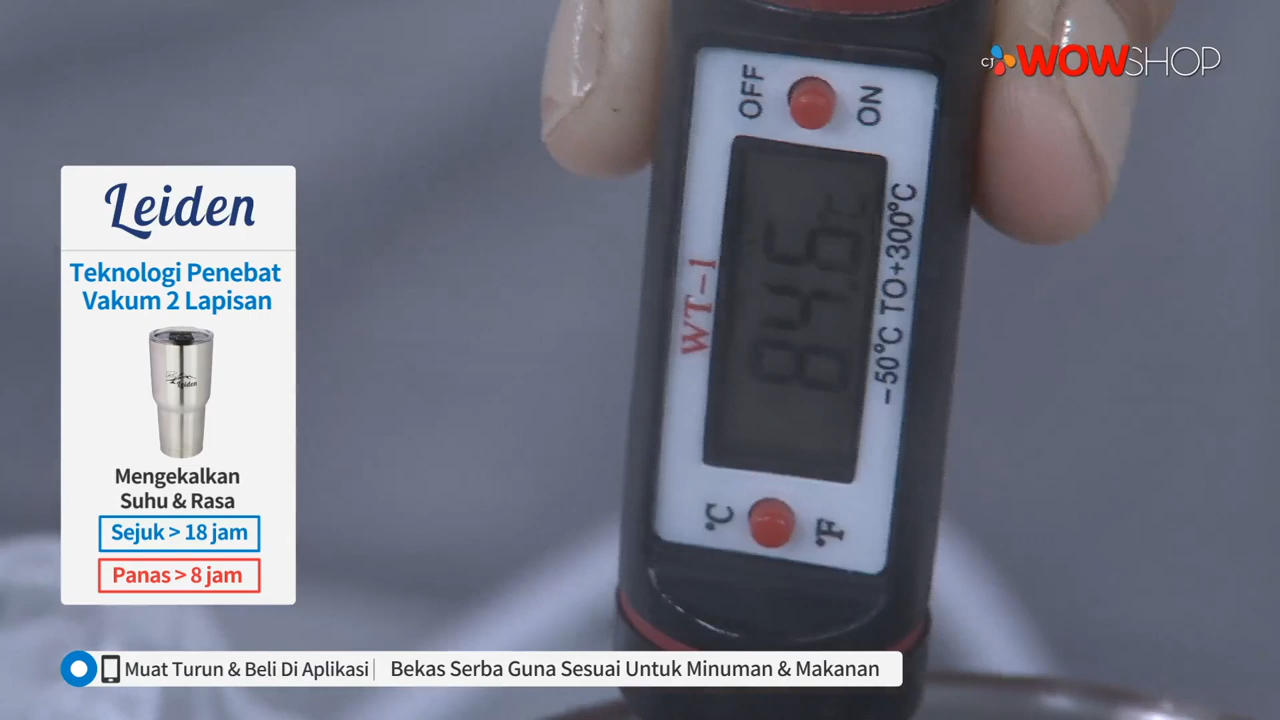 CJ WOWSHOP
Leiden
Teknologi Penebat
Vakum 2 Lapisan
Leiden
Mengekalkan
Suhu & Rasa
Sejuk > 18 jam
Panas > 8 jam
OFF
ON
WT-1
84.6°C
-50°C TO+300°C
°C
°F
Muat Turun & Beli Di Aplikasi | Bekas Serba Guna Sesuai Untuk Minuman & Makanan